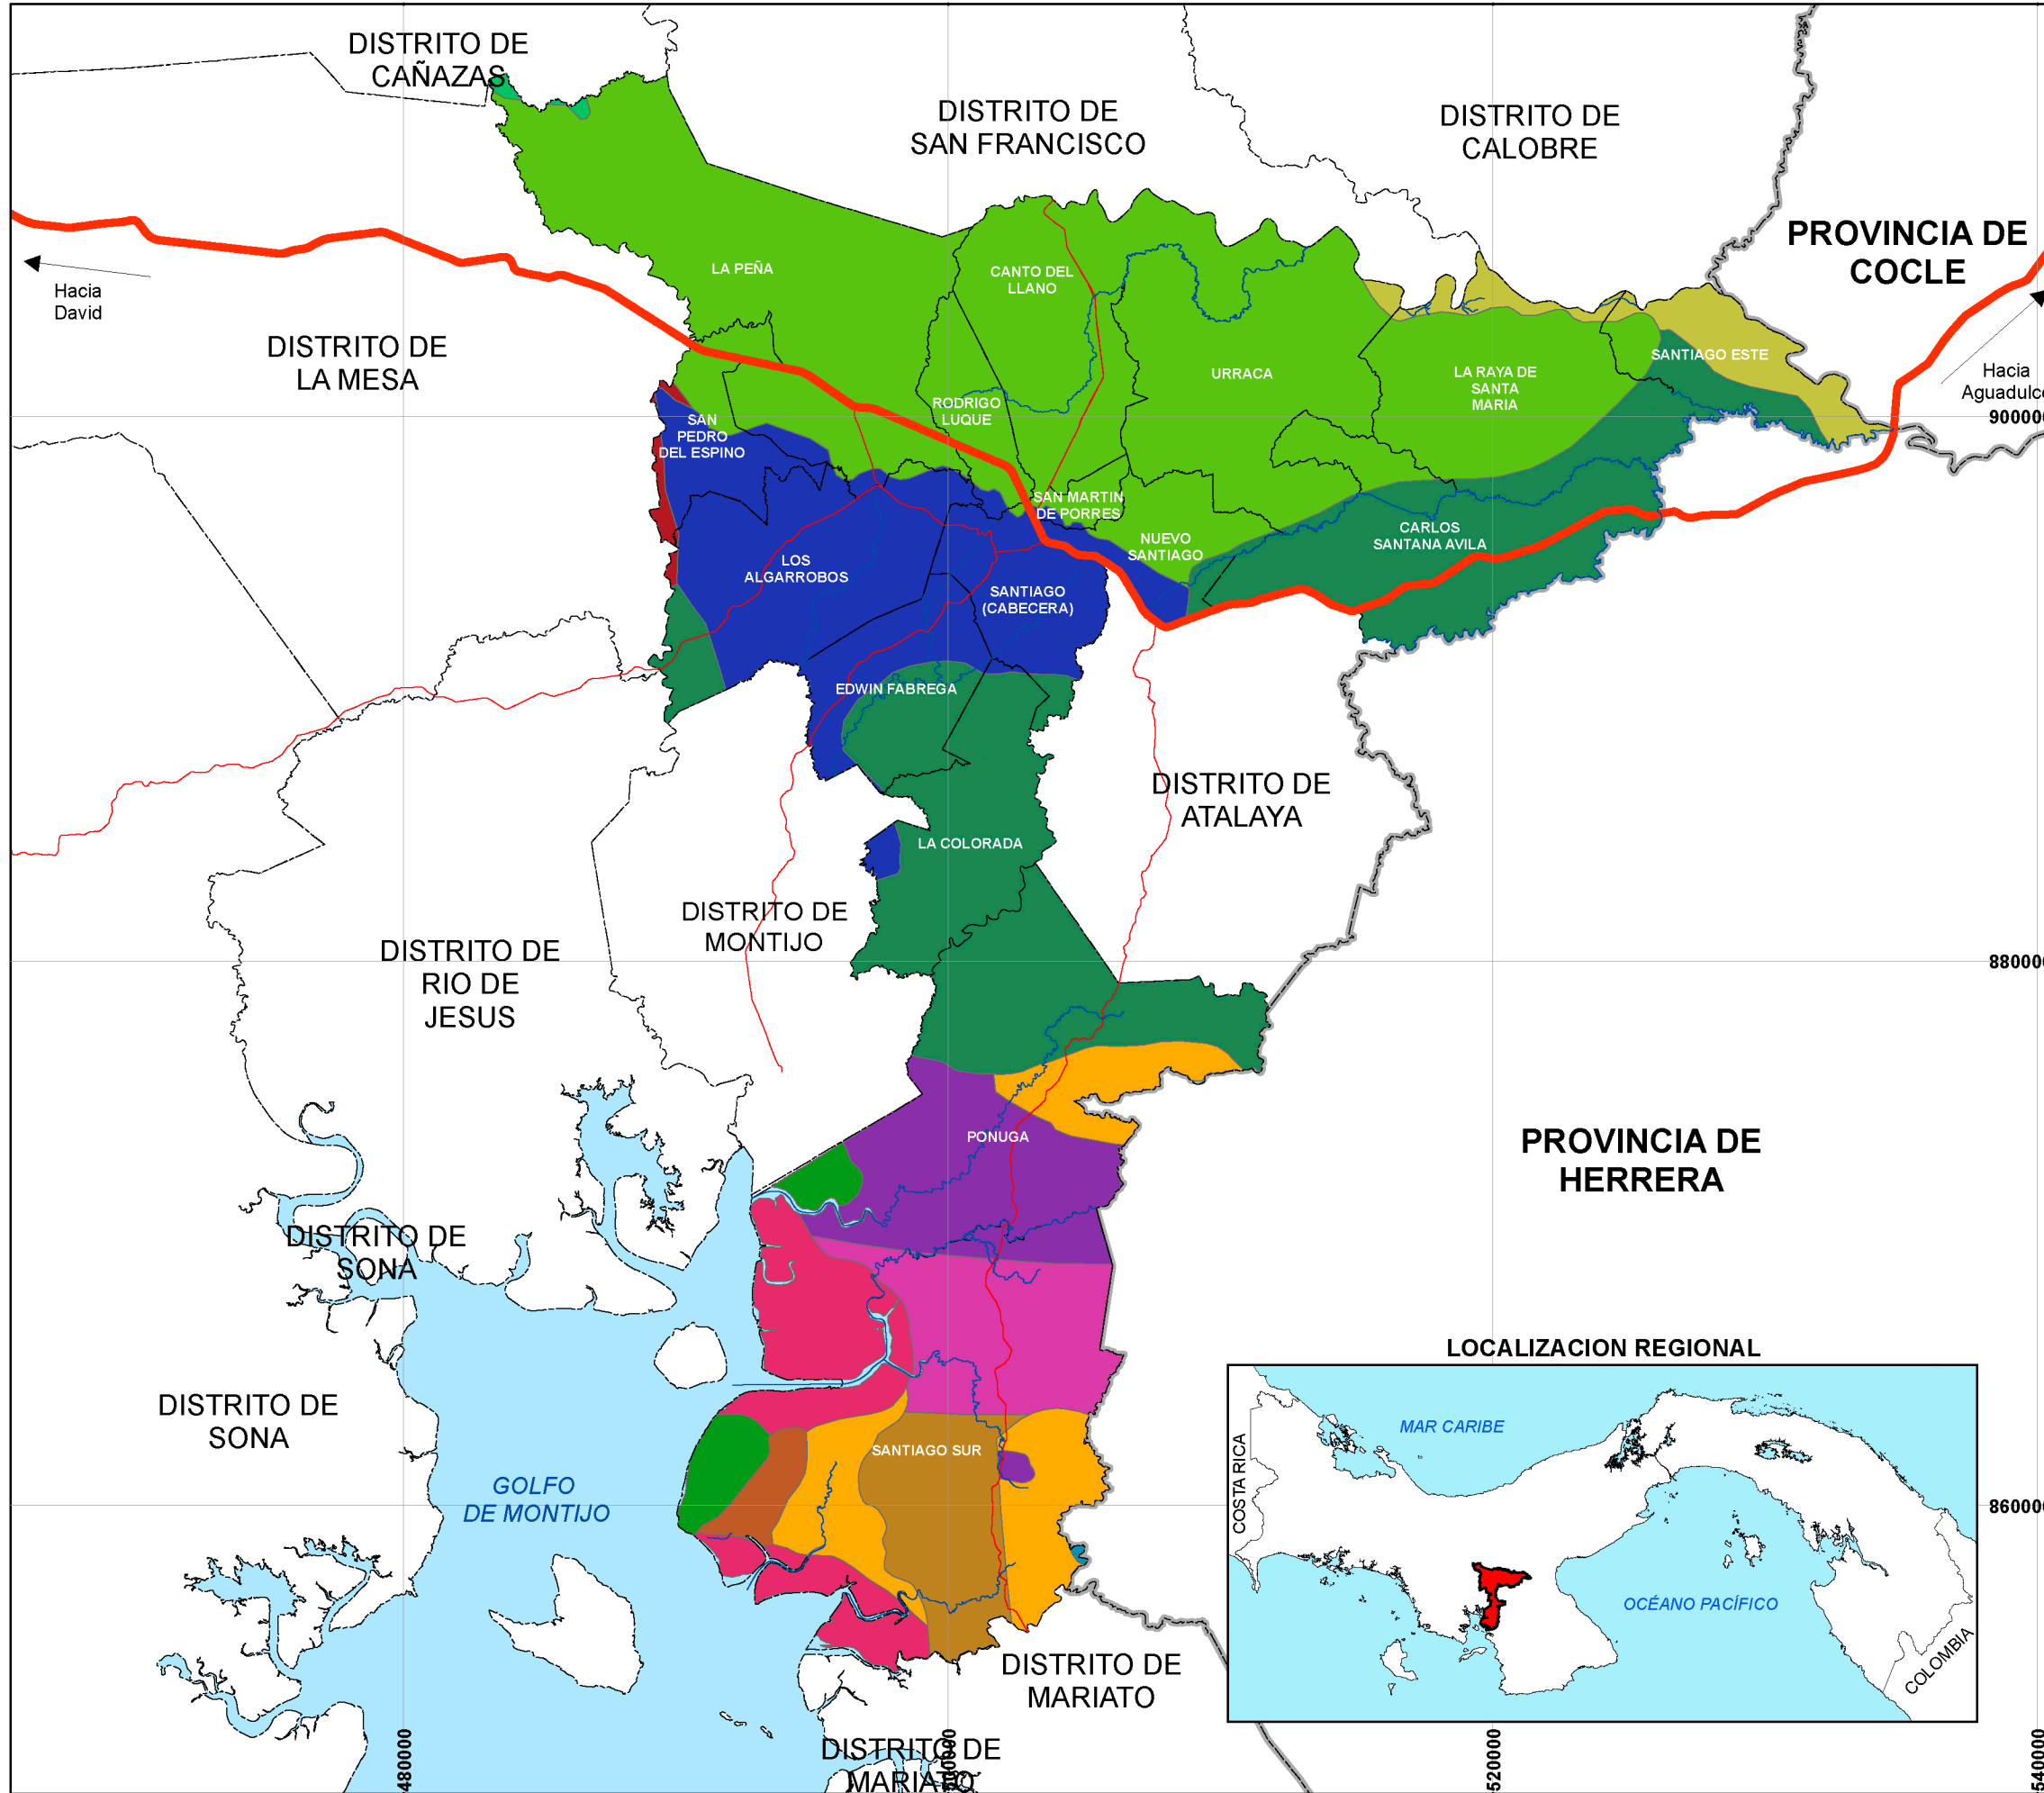 DISTRITO DE
CAÑAZAS
DISTRITO DE
SAN FRANCISCO
DISTRITO DE
CALOBRE
PROVINCIA DE
COCLE
Hacia
David
LA PEÑA
CANTO DEL
LLANO
DISTRITO DE
LA MESA
URRACA
LA RAYA DE
SANTA
MARIA
SANTIAGO ESTE
Hacia
Aguadulce
RODRIGO
LUQUE
SAN
PEDRO
DEL ESPINO
900000
SAN MARTIN
DE PORRES
NUEVO
SANTIAGO
CARLOS
SANTANA AVILA
LOS
ALGARROBOS
SANTIAGO
(CABECERA)
EDWIN FABREGA
DISTRITO DE
ATALAYA
LA COLORADA
DISTRITO DE
MONTIJO
DISTRITO DE
RIO DE
JESUS
880000
PONUGA
PROVINCIA DE
HERRERA
DISTRITO DE
SONA
DISTRITO DE
SONA
LOCALIZACION REGIONAL
MAR CARIBE
COSTA RICA
OCÉANO PACÍFICO
COLOMBIA
SANTIAGO SUR
GOLFO
DE MONTIJO
860000
DISTRITO DE
MARIATO
DISTRITO DE
MARIATO
480000
500000
520000
540000